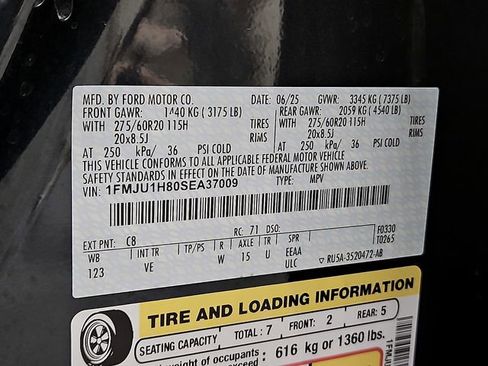 MFD. BY FORD MOTOR CO. DATE: 06/25 GVWR: 3345 KG ( 7375 LB)
FRONT GAWR: 1440 KG ( 3175 LB) REAR GAWR: 2059 KG ( 4540 LB)
WITH 275/60R20 115H TIRES WITH 275/60R20 115H TIRES
20x8.5J RIMS 20x8.5J RIMS
AT 250 kPa/ 36 PSI COLD AT 250 kPa/ 36 PSI COLD
THIS VEHICLE CONFORMS TO ALL APPLICABLE FEDERAL MOTOR VEHICLE
SAFETY STANDARDS IN EFFECT ON THE DATE OF MANUFACTURE SHOWN ABOVE.
VIN: 1FMJU1H80SEA37009 TYPE: MPV
EXT PNT: C8 RC: 71 DSO: F0330
WB INT TR TP/PS R AXLE TR SPR T0265
123 VE W 15 U EEAA
ULC RU5A-3520472-AB
TIRE AND LOADING INFORMATION
SEATING CAPACITY TOTAL : 7 FRONT: 2 REAR: 5
weight of occupants
exceed : 616 kg or 1360 lbs.
1FMJU